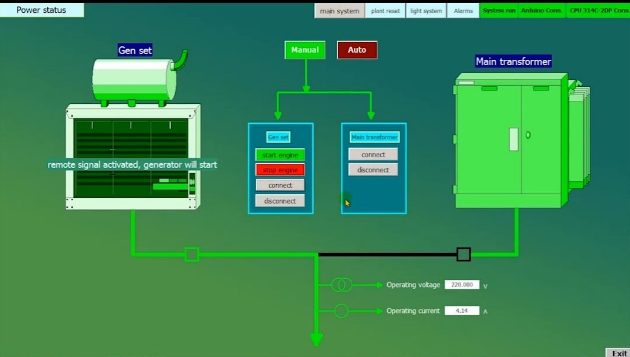 Power status
main system
plant reset
light system
Alarms
System run
Arduino Conn.
CPU 314C-2DP Conn.
Gen set
Manual
Auto
Main transformer
Gen set
start engine
stop engine
connect
disconnect
Main transformer
connect
disconnect
remote signal activated, generator will start
Operating voltage 220.000 V
Operating current 4.14 A
Exit